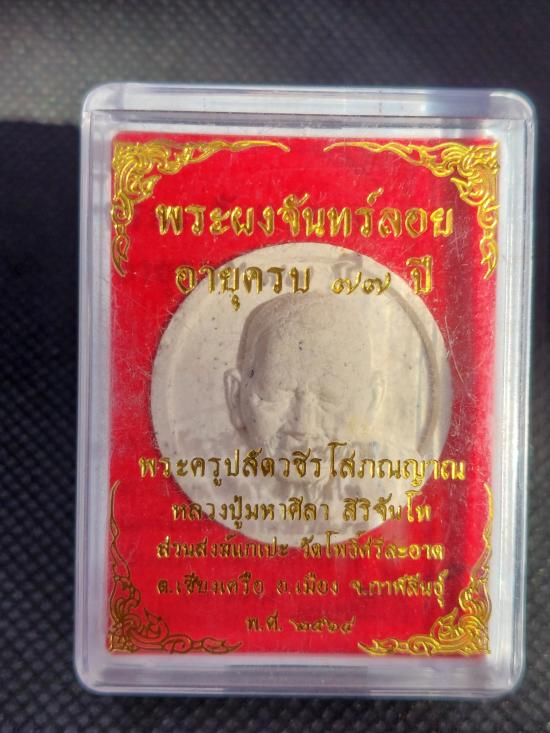 พระผงจันทร์ลอย
อายุครบ ๗๗ ปี
พระครูปลัดวชิรโสภณญาณ
หลวงปู่มหาศิลา สิริจันโท
ส่วนสงฆ์แกเปะ วัดโพธิ์ศรีสะอาด
ต.เชียงเครือ อ.เมือง จ.กาฬสินธุ์
พ.ศ. ๒๕๖๔